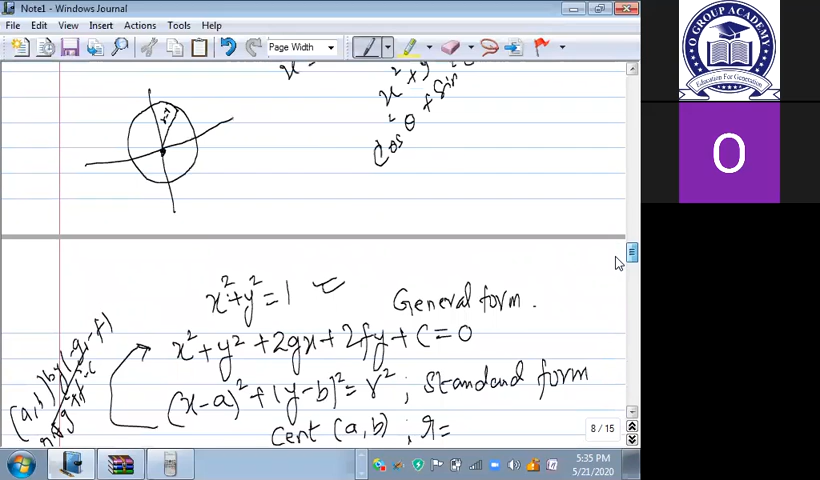 Note1 - Windows Journal
File Edit View Insert Actions Tools Help
Page Width
cos²θ + sin
x²+y²=1
General form.
x²+y²+2gx+2fy+c=0
(x-a)²+(y-b)²=r² ; Standard form
cent (a,b) ; r=
8 / 15
5:35 PM
5/21/2020
O GROUP ACADEMY
Education For Generation
O